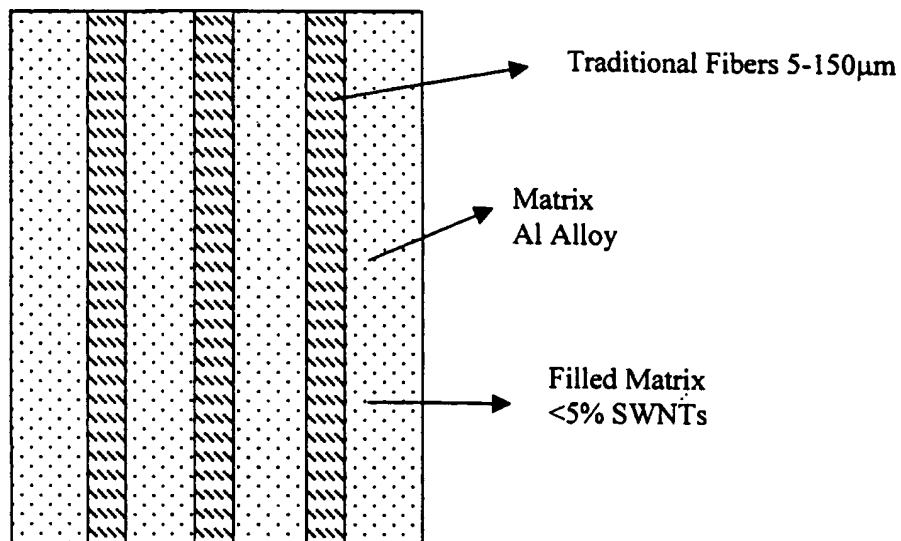 Traditional Fibers 5-150μm
Matrix
Al Alloy
Filled Matrix
<5% SWNTs